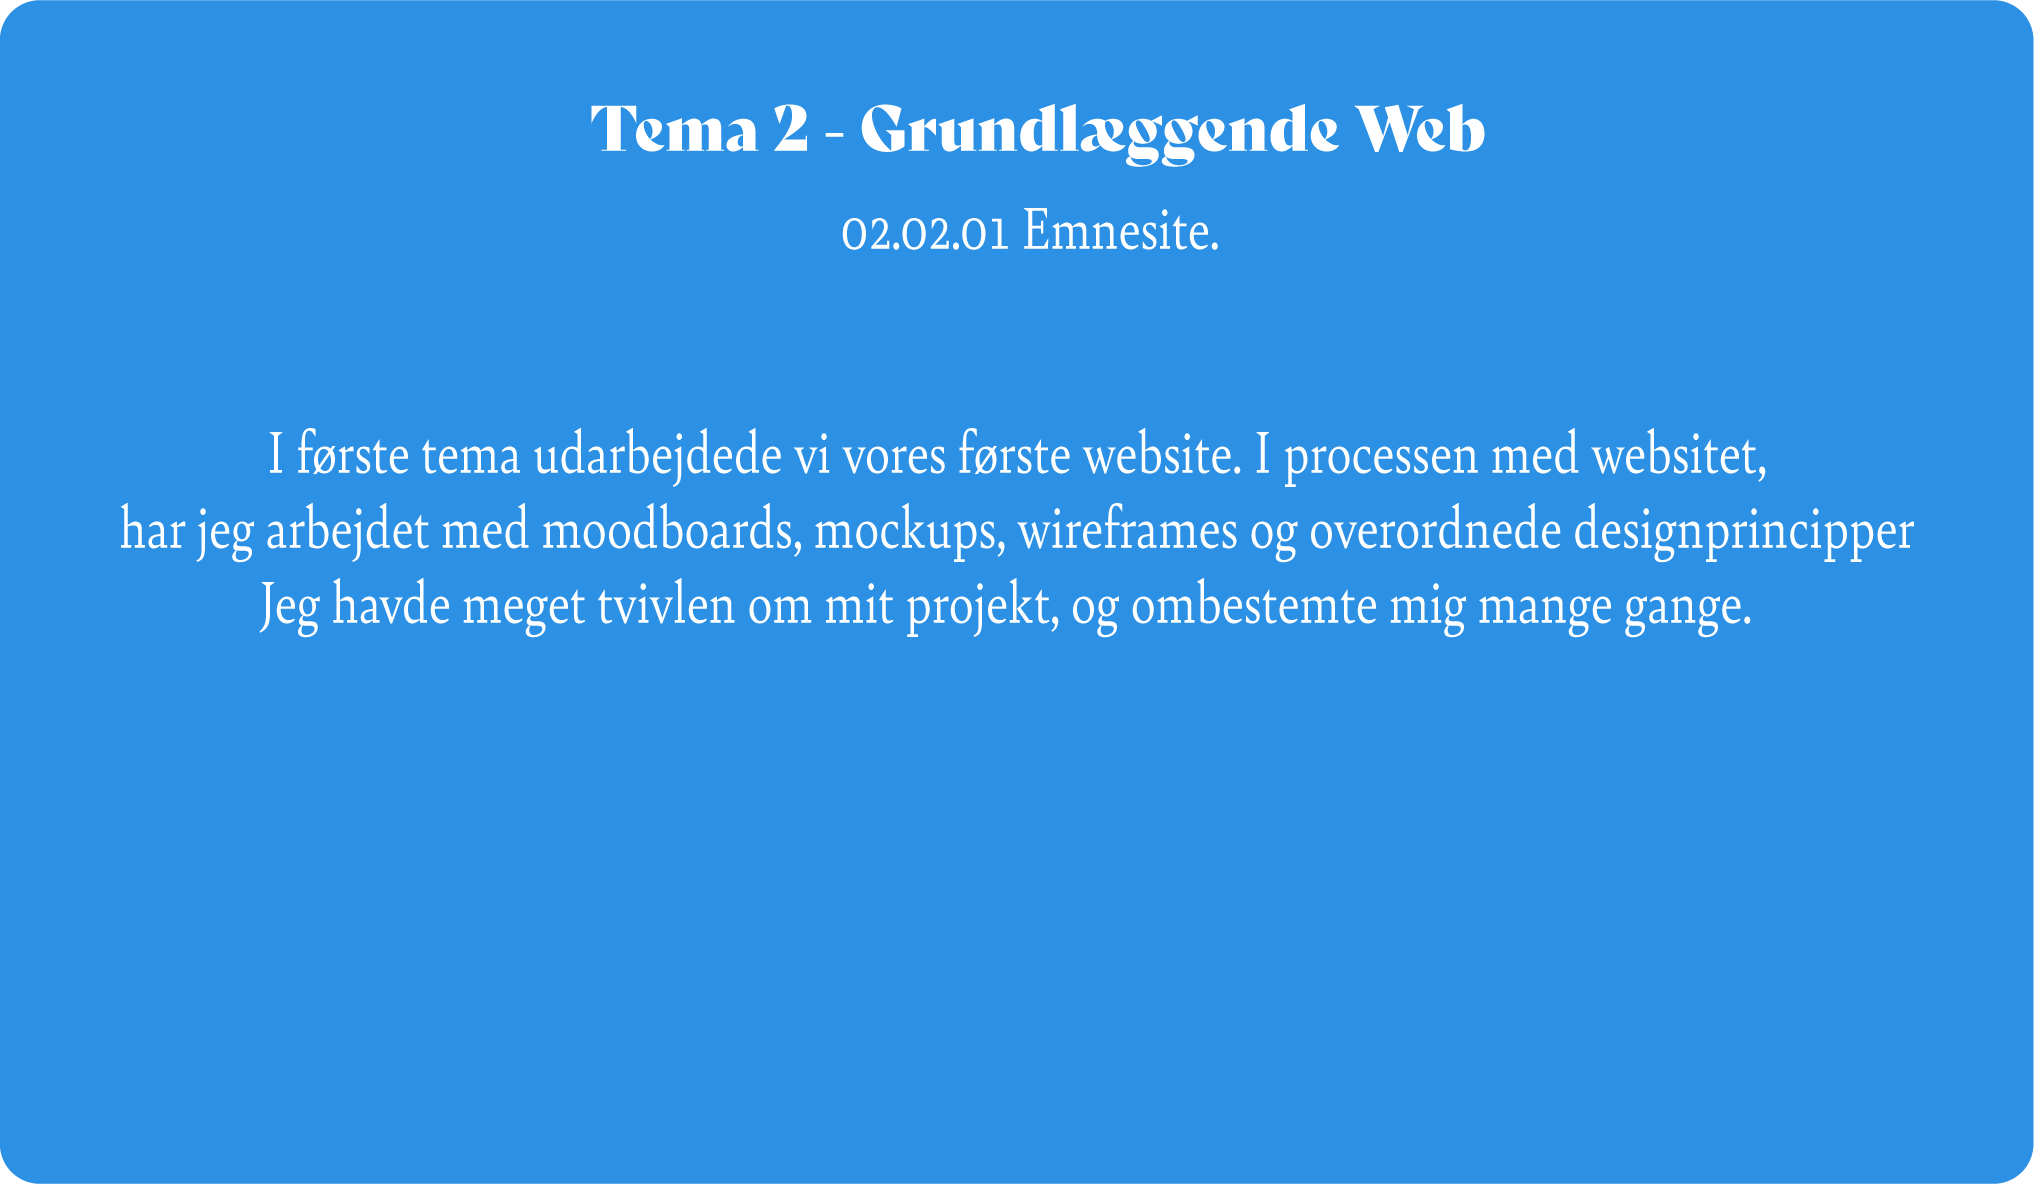 Tema 2 - Grundlæggende Web
02.02.01 Emnesite.
I første tema udarbejdede vi vores første website. I processen med websitet,
har jeg arbejdet med moodboards, mockups, wireframes og overordnede designprincipper
Jeg havde meget tvivlen om mit projekt, og ombestemte mig mange gange.